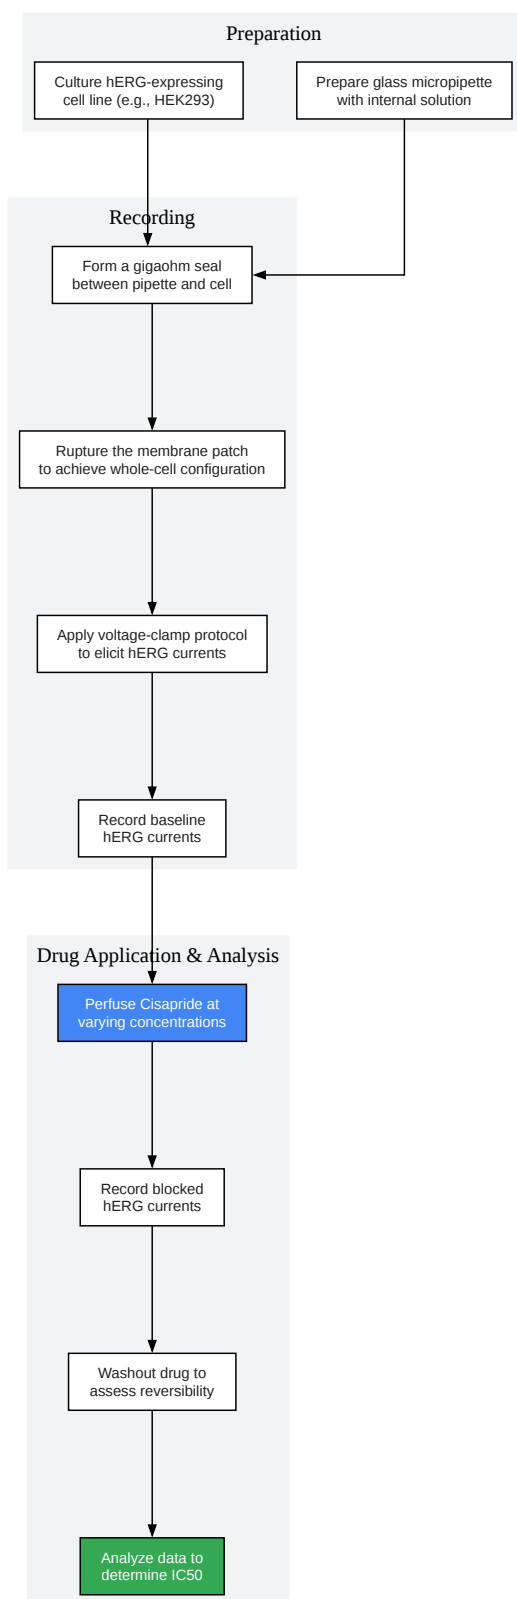 Preparation
Culture hERG-expressing
cell line (e.g., HEK293)
Prepare glass micropipette
with internal solution
Recording
Form a gigaohm seal
between pipette and cell
Rupture the membrane patch
to achieve whole-cell configuration
Apply voltage-clamp protocol
to elicit hERG currents
Record baseline
hERG currents
Drug Application & Analysis
Perfuse Cisapride at
varying concentrations
Record blocked
hERG currents
Washout drug to
assess reversibility
Analyze data to
determine IC50